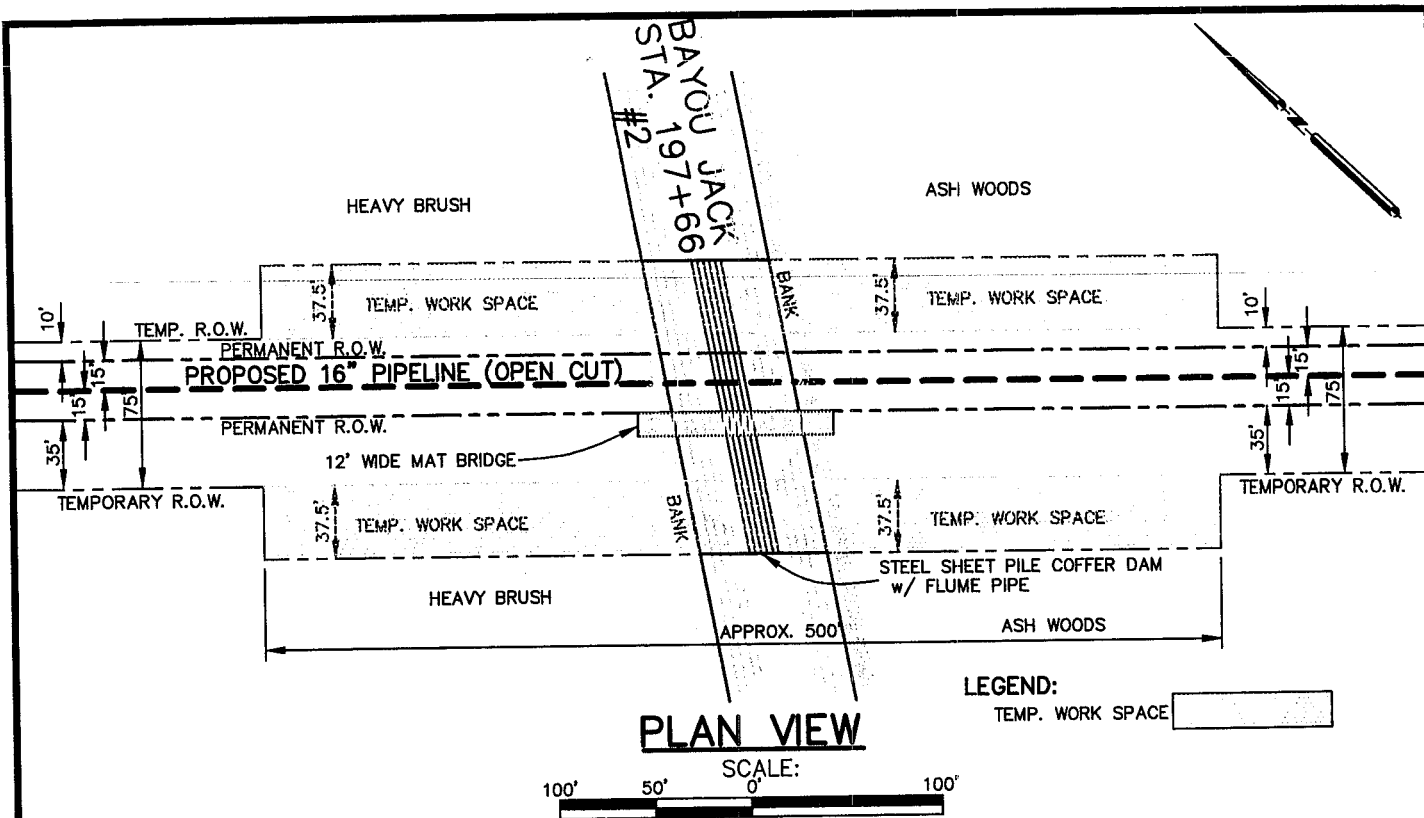 BAYOU JACK
STA. 197+66
#2
N
HEAVY BRUSH
ASH WOODS
37.5'
TEMP. WORK SPACE
BANK
37.5'
TEMP. WORK SPACE
10'
TEMP. R.O.W.
10'
PERMANENT R.O.W.
15'
15'
PROPOSED 16" PIPELINE (OPEN CUT)
15'
75'
15'
75'
PERMANENT R.O.W.
35'
35'
12' WIDE MAT BRIDGE
TEMPORARY R.O.W.
TEMPORARY R.O.W.
37.5'
TEMP. WORK SPACE
BANK
37.5'
TEMP. WORK SPACE
STEEL SHEET PILE COFFER DAM
w/ FLUME PIPE
HEAVY BRUSH
APPROX. 500'
ASH WOODS
LEGEND:
TEMP. WORK SPACE
PLAN VIEW
SCALE:
100' 50' 0' 100'